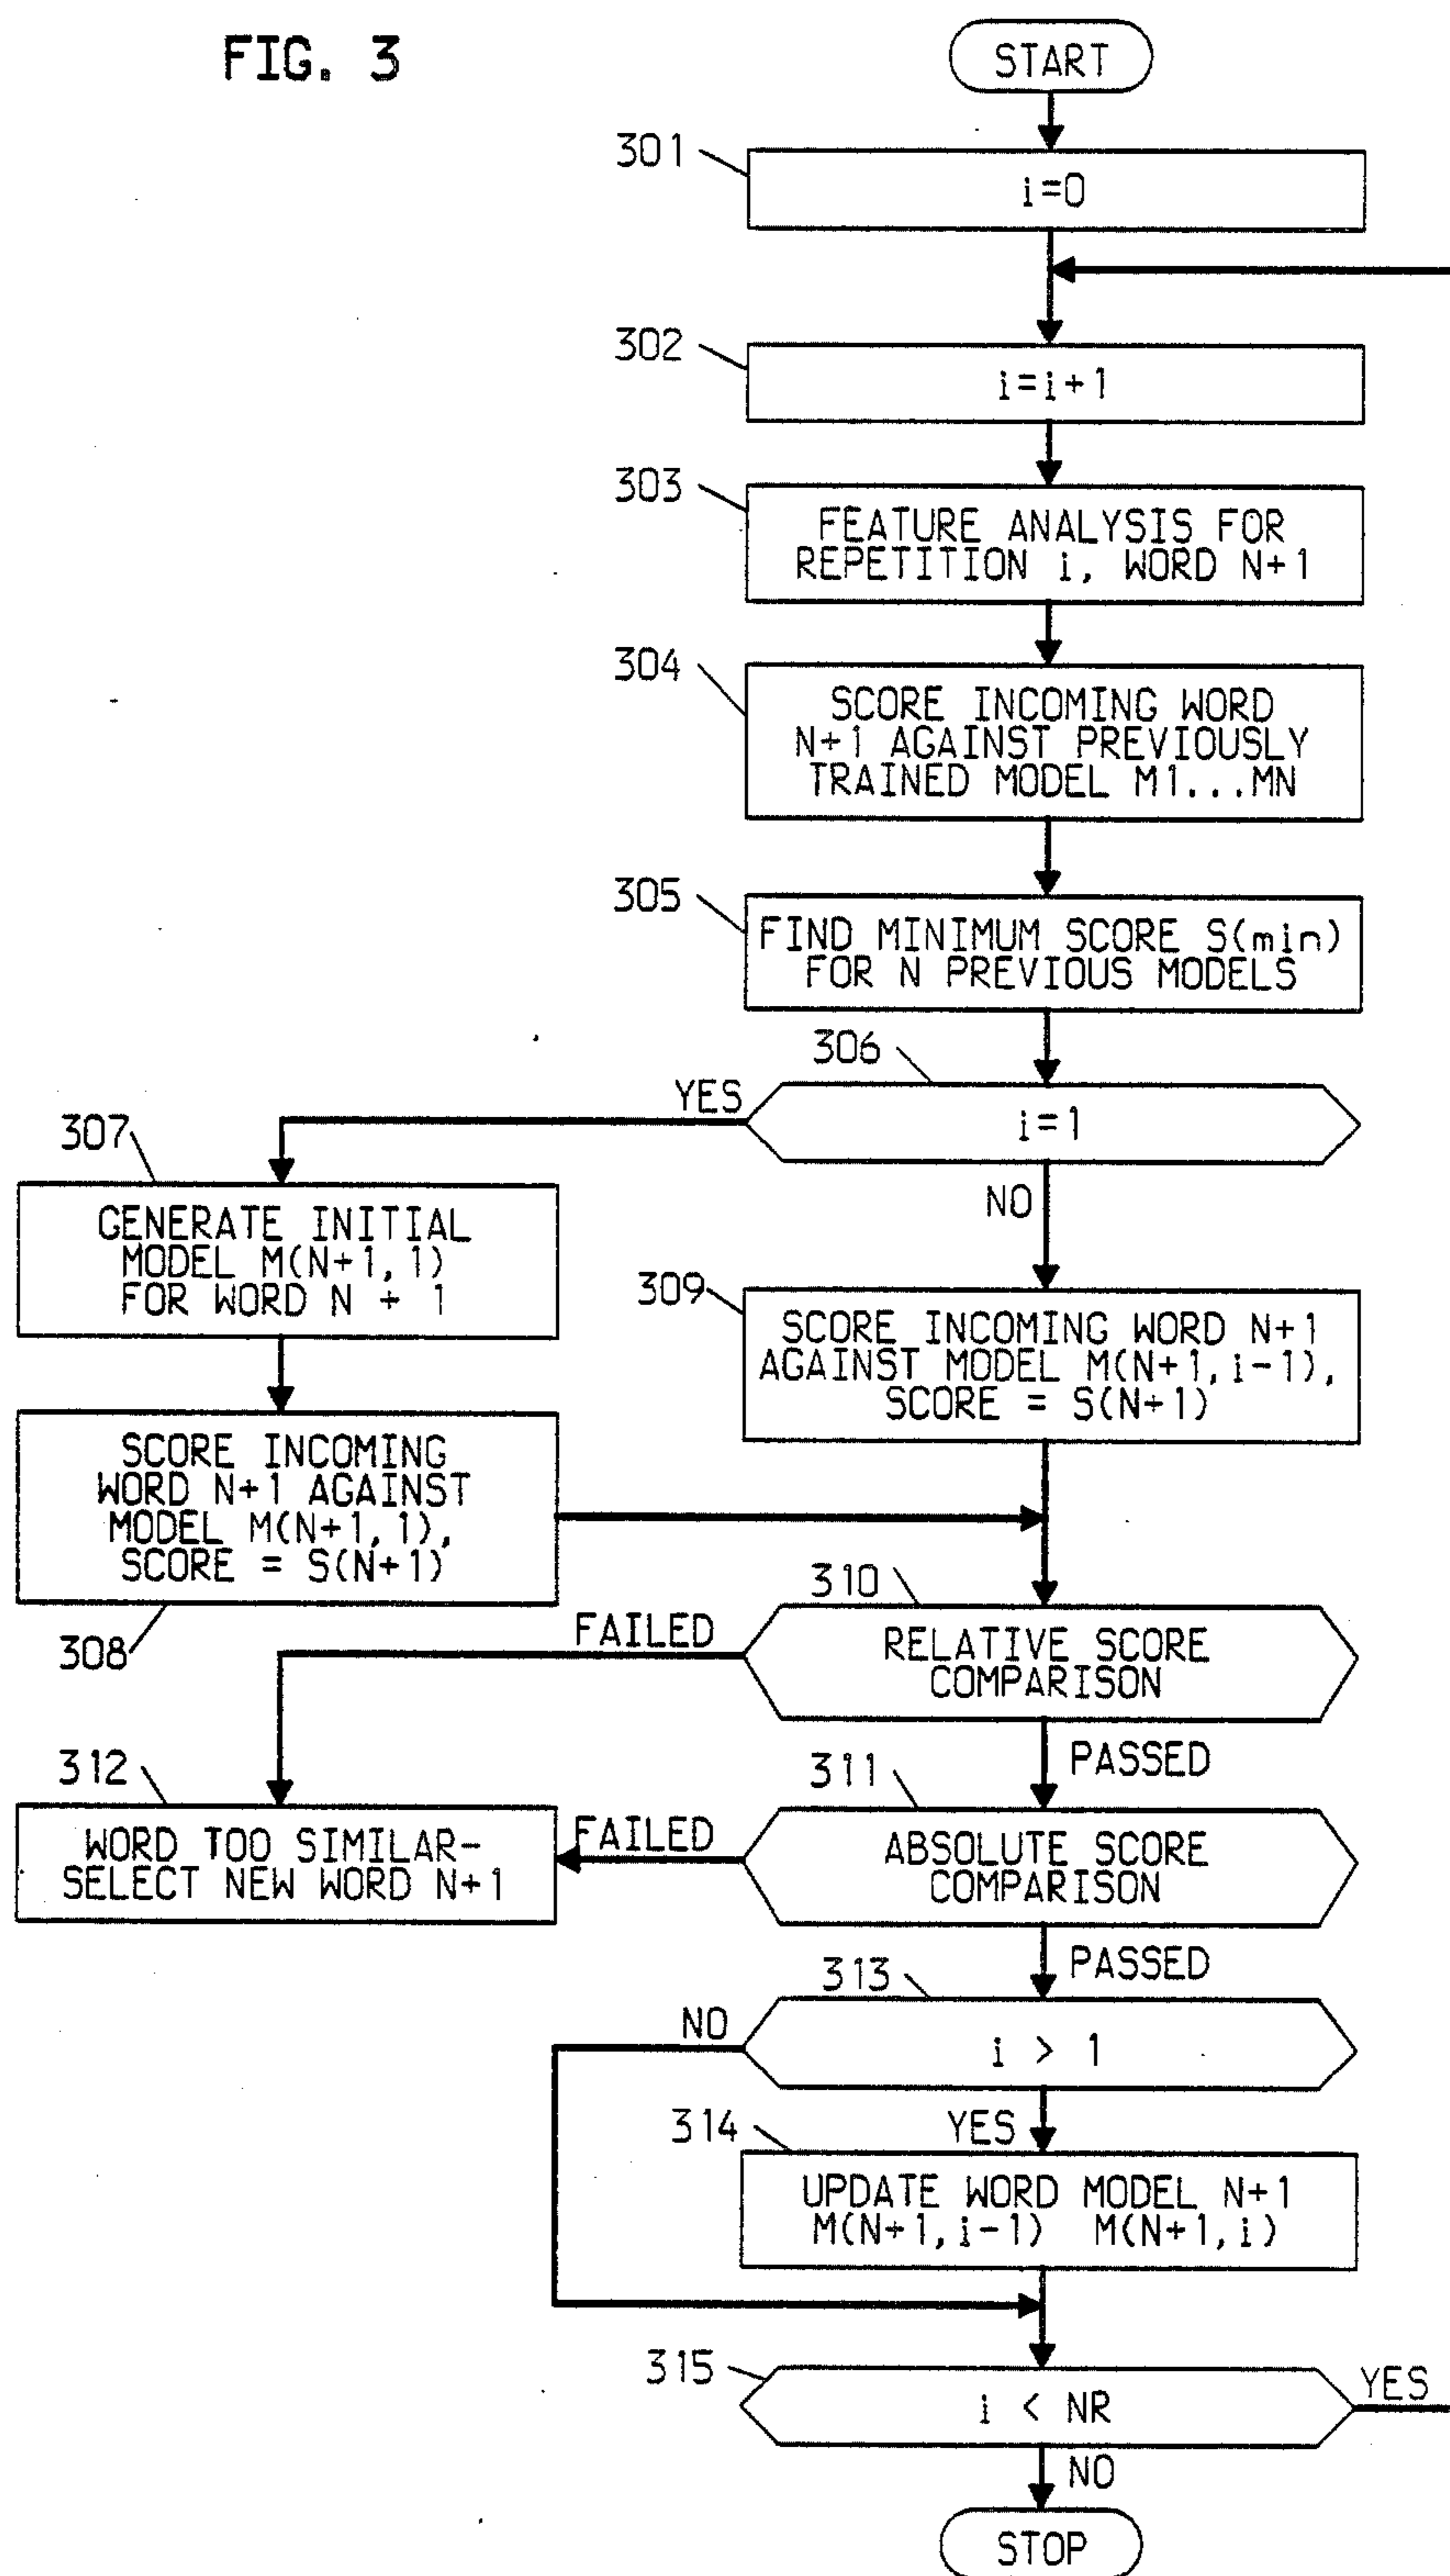 FIG. 3
START
301
i=0
302
i=i+1
303
FEATURE ANALYSIS FOR
REPETITION i, WORD N+1
304
SCORE INCOMING WORD
N+1 AGAINST PREVIOUSLY
TRAINED MODEL M1...MN
305
FIND MINIMUM SCORE S(min)
FOR N PREVIOUS MODELS
306
YES
i=1
NO
307
GENERATE INITIAL
MODEL M(N+1,1)
FOR WORD N + 1
309
SCORE INCOMING WORD N+1
AGAINST MODEL M(N+1,i-1),
SCORE = S(N+1)
SCORE INCOMING
WORD N+1 AGAINST
MODEL M(N+1,1),
SCORE = S(N+1)
308
310
FAILED
RELATIVE SCORE
COMPARISON
PASSED
312
WORD TOO SIMILAR-
SELECT NEW WORD N+1
311
FAILED
ABSOLUTE SCORE
COMPARISON
PASSED
313
NO
i > 1
YES
314
UPDATE WORD MODEL N+1
M(N+1,i-1) M(N+1,i)
315
i < NR
YES
NO
STOP